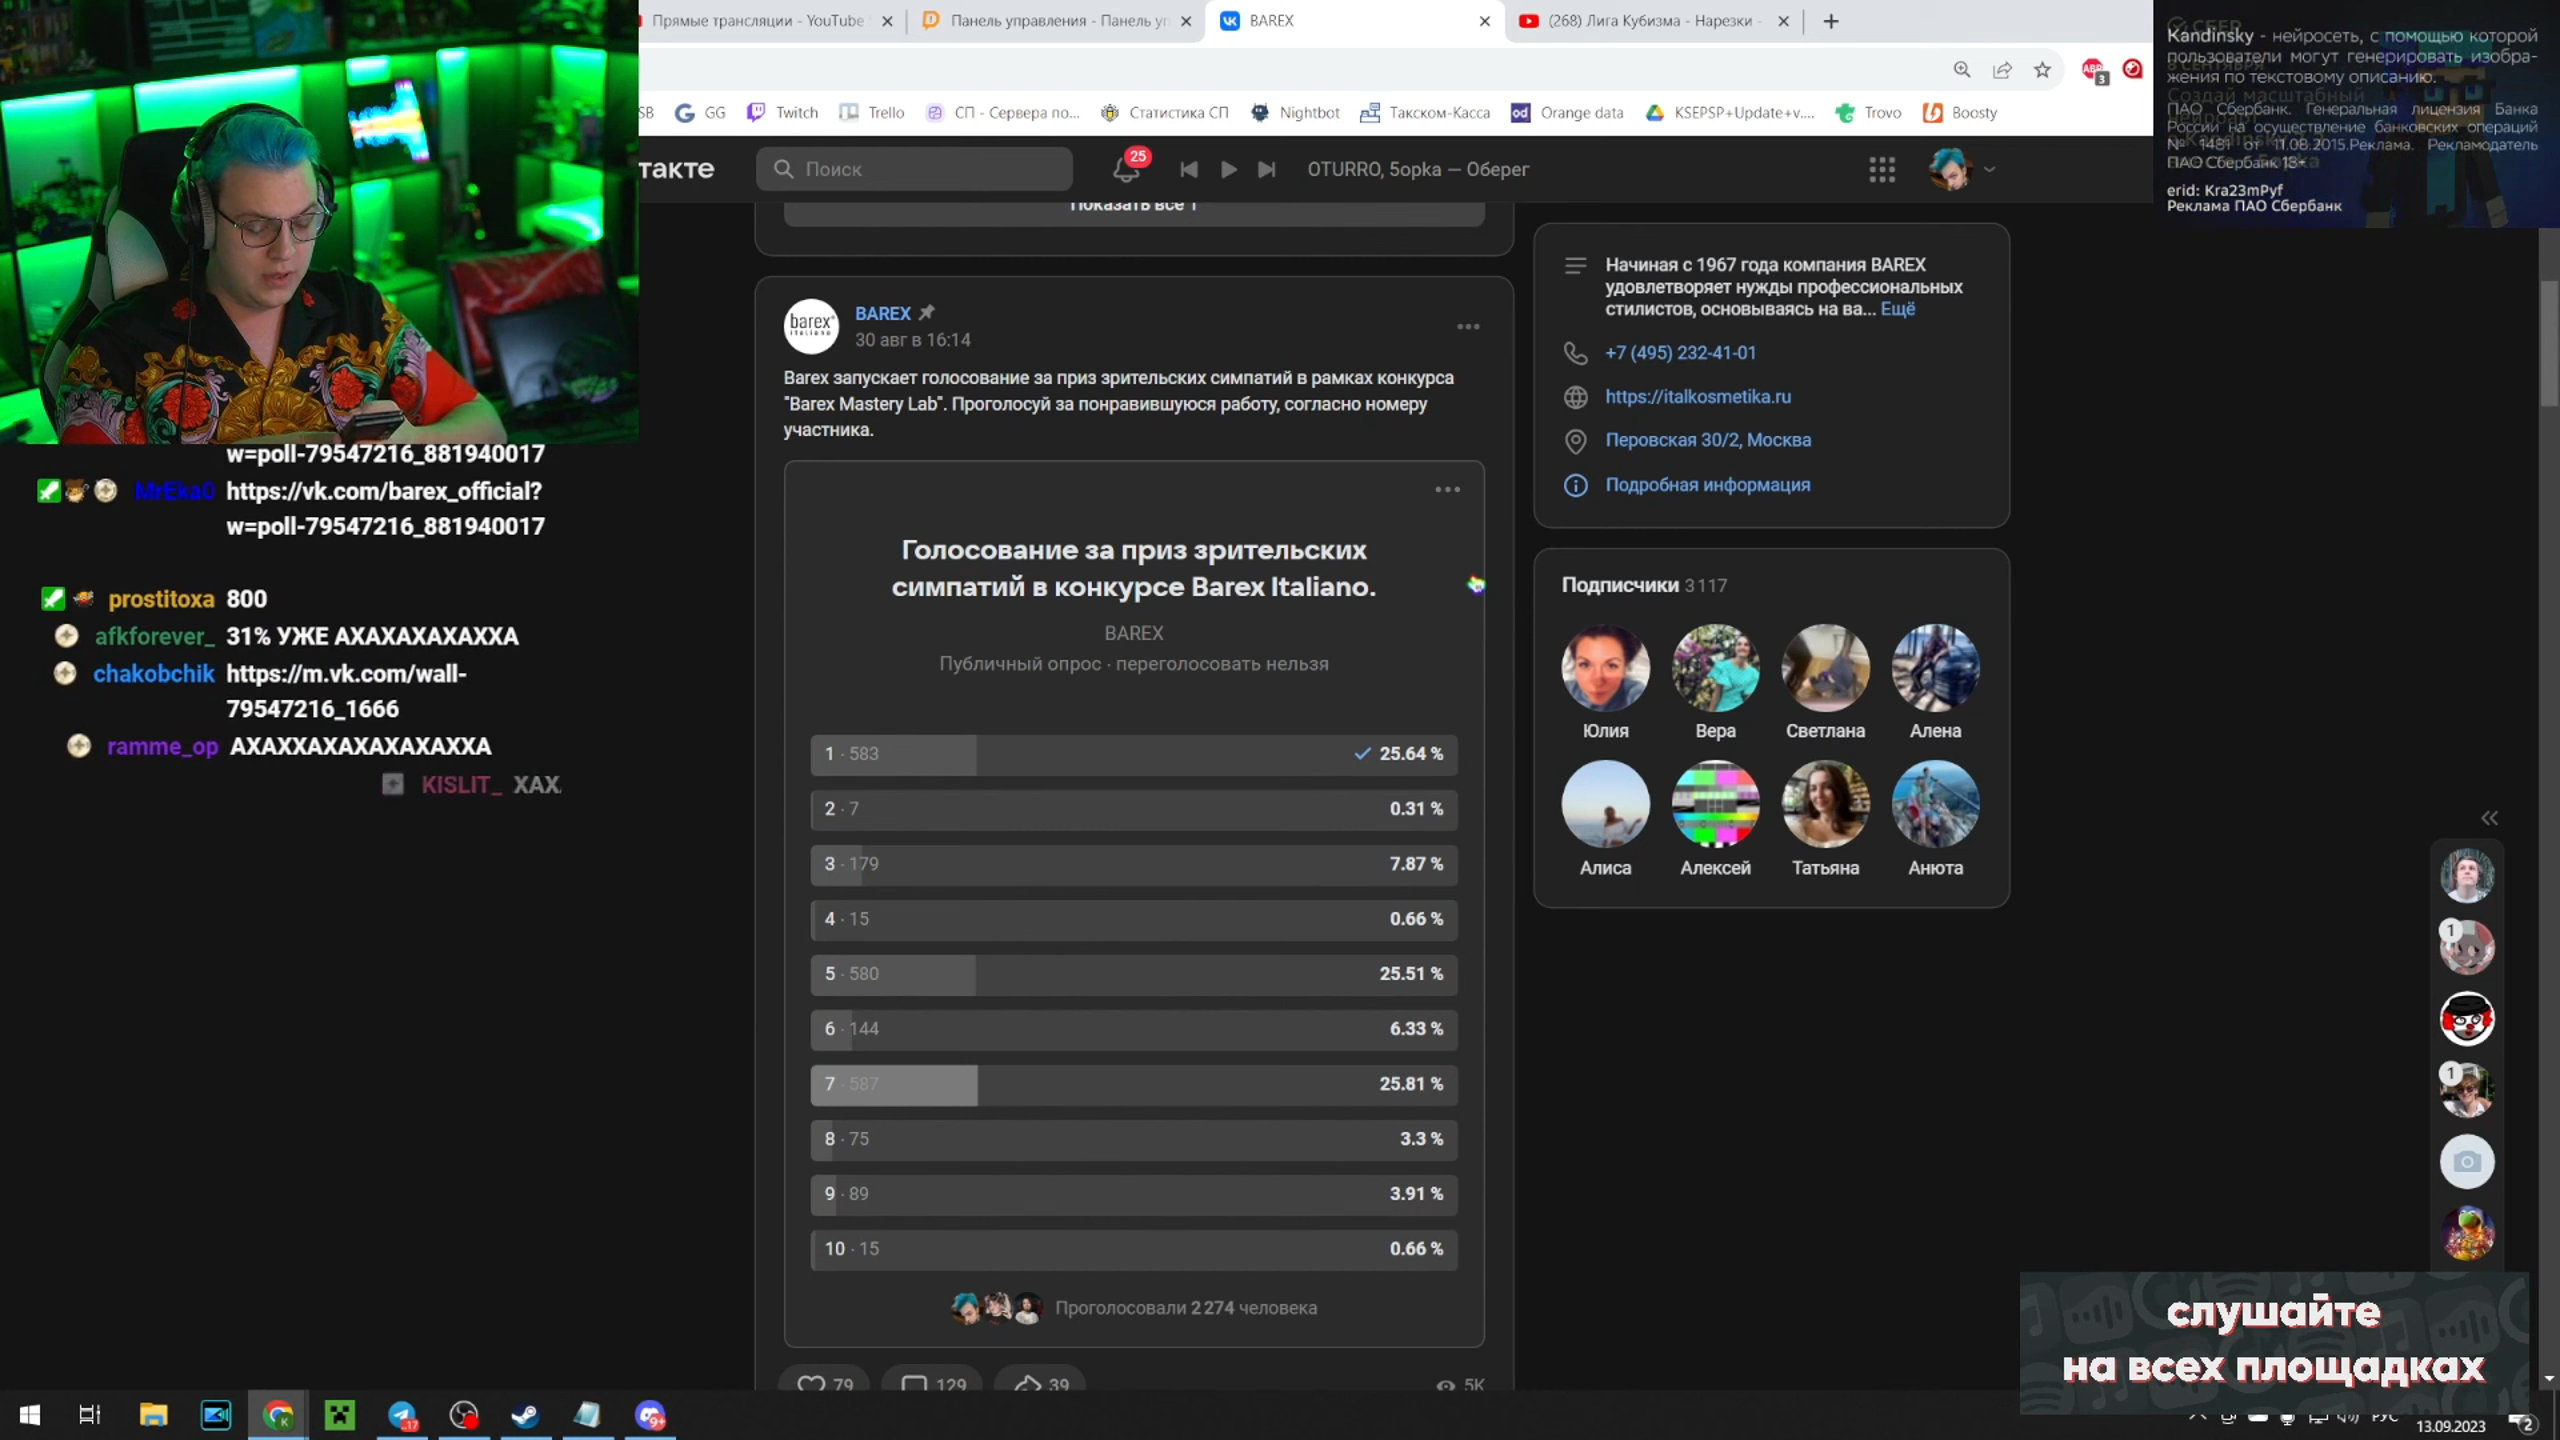 Прямые трансляции - YouTube
Панель управления - Панель уп
BAREX
(268) Лига Кубизма - Нарезки -
SB
GG
Twitch
Trello
СП - Сервера по...
Статистика СП
Nightbot
Такском-Касса
Orange data
KSEPSP+Update+v....
Trovo
Boosty
такте
Поиск
25
OTURRO, 5opka — Оберег
Показать все 1
BAREX
30 авг в 16:14
Barex запускает голосование за приз зрительских симпатий в рамках конкурса
"Barex Mastery Lab". Проголосуй за понравившуюся работу, согласно номеру
участника.
Голосование за приз зрительских
симпатий в конкурсе Barex Italiano.
BAREX
Публичный опрос · переголосовать нельзя
1 · 583 25.64 %
2 · 7 0.31 %
3 · 179 7.87 %
4 · 15 0.66 %
5 · 580 25.51 %
6 · 144 6.33 %
7 · 587 25.81 %
8 · 75 3.3 %
9 · 89 3.91 %
10 · 15 0.66 %
Проголосовали 2 274 человека
79 129 39 5K
Начиная с 1967 года компания BAREX
удовлетворяет нужды профессиональных
стилистов, основываясь на ва... Ещё
+7 (495) 232-41-01
https://italkosmetika.ru
Перовская 30/2, Москва
Подробная информация
Подписчики 3 117
Юлия Вера Светлана Алена
Алиса Алексей Татьяна Анюта
w=poll-79547216_881940017
MrEka0 https://vk.com/barex_official?
w=poll-79547216_881940017
prostitoxa 800
afkforever_ 31% УЖЕ АХАХАХАХАХХА
chakobchik https://m.vk.com/wall-
79547216_1666
ramme_op АХАХХАХАХАХАХАХХА
KISLIT_ ХАХ
Kandinsky - нейросеть, с помощью которой
пользователи могут генерировать изобра-
жения по текстовому описанию.
ПАО Сбербанк. Генеральная лицензия Банка
России на осуществление банковских операций
№ 1481 от 11.08.2015.Реклама. Рекламодатель
ПАО Сбербанк 18+
erid: Kra23mPyf
Реклама ПАО Сбербанк
слушайте
на всех площадках
РУС
13.09.2023
2